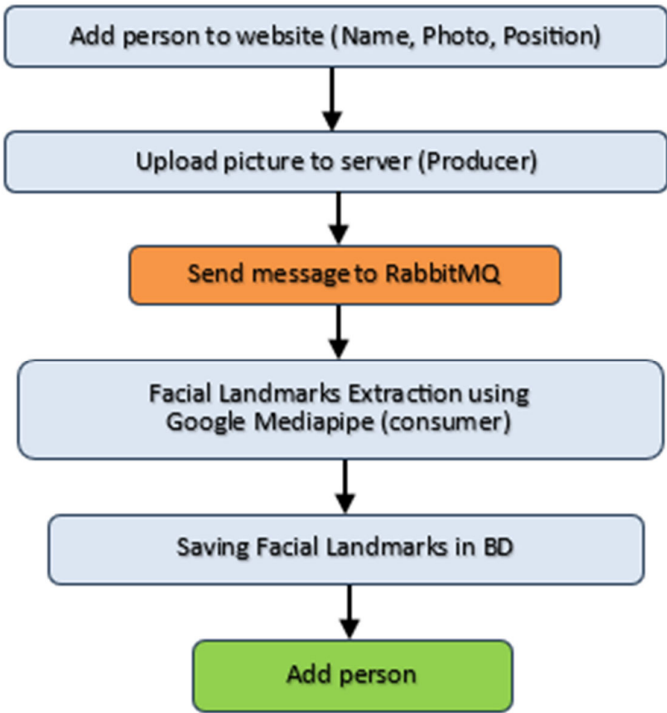 Add person to website (Name, Photo, Position)
Upload picture to server (Producer)
Send message to RabbitMQ
Facial Landmarks Extraction using
Google Mediapipe (consumer)
Saving Facial Landmarks in BD
Add person